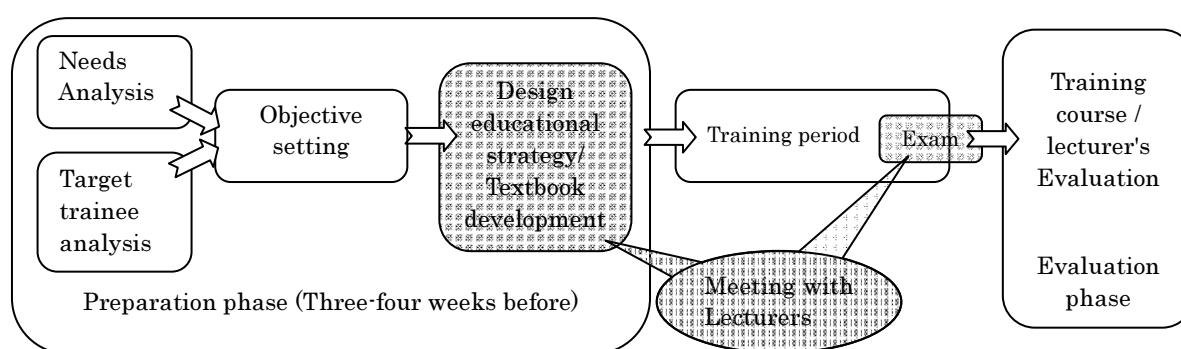 Needs
Analysis
Target
trainee
analysis
Objective
setting
Design
educational
strategy/
Textbook
development
Preparation phase (Three-four weeks before)
Training period
Exam
Meeting with
Lecturers
Training
course /
lecturer's
Evaluation
Evaluation
phase